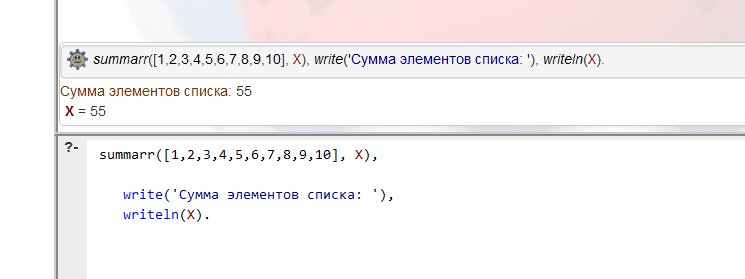 summarr([1,2,3,4,5,6,7,8,9,10], X), write('Сумма элементов списка: '), writeln(X).
Сумма элементов списка: 55
X = 55
?- summarr([1,2,3,4,5,6,7,8,9,10], X),
write('Сумма элементов списка: '),
writeln(X).